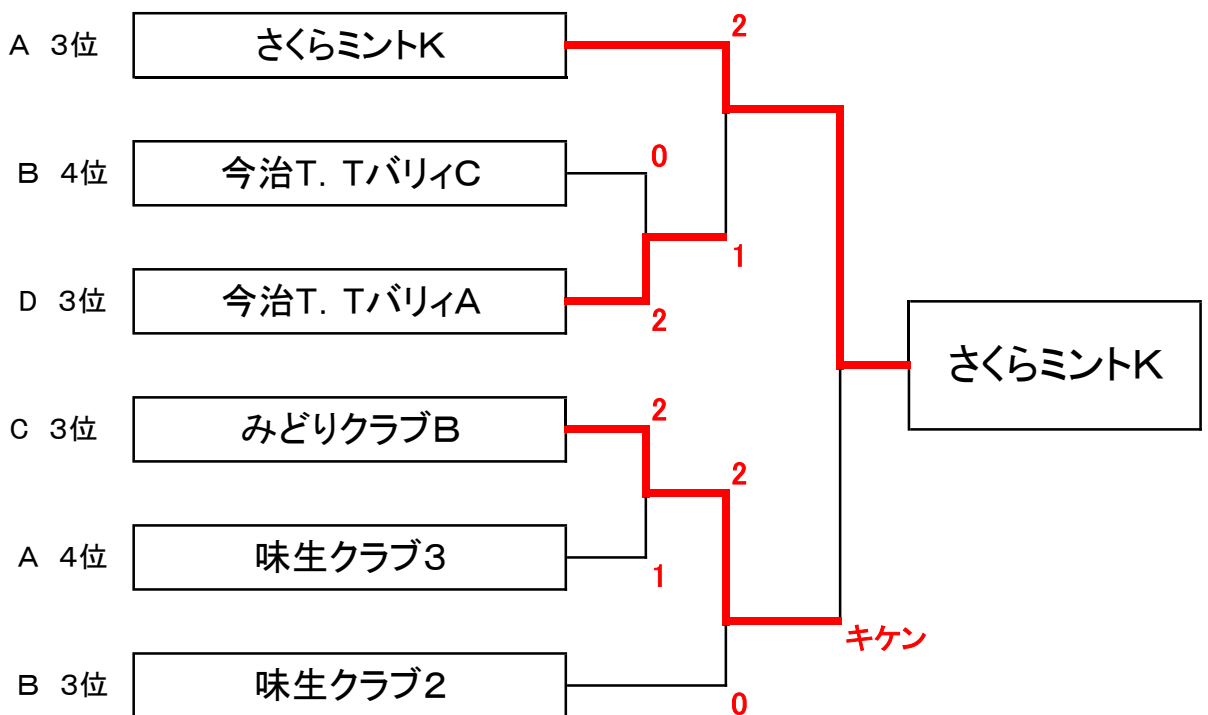 A 3位 さくらミントK 2
B 4位 今治T.TバリィC 0
1
D 3位 今治T.TバリィA 2
さくらミントK
C 3位 みどりクラブB 2
2
A 4位 味生クラブ3 1
キケン
B 3位 味生クラブ2 0